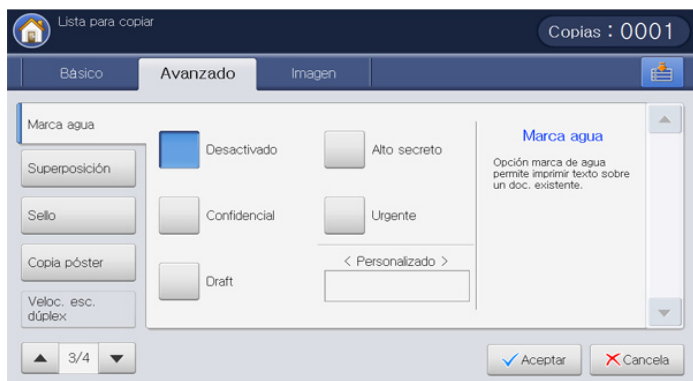 Lista para copiar
Copias : 0001
Básico
Avanzado
Imagen
Marca agua
Superposición
Sello
Copia póster
Veloc. esc.
dúplex
3/4
Desactivado
Alto secreto
Confidencial
Urgente
Draft
< Personalizado >
Marca agua
Opción marca de agua
permite imprimir texto sobre
un doc. existente.
Aceptar
Cancela